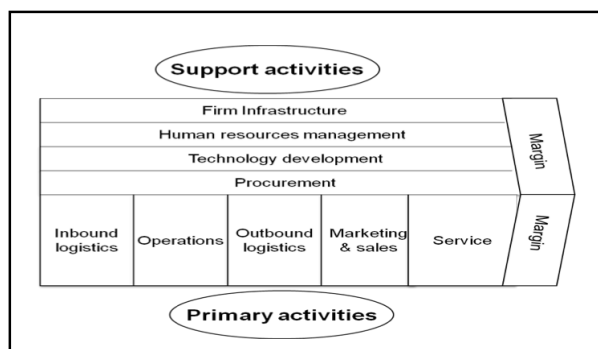 Support activities
Firm Infrastructure
Human resources management
Technology development
Procurement
Margin
Inbound
logistics
Operations
Outbound
logistics
Marketing
& sales
Service
Margin
Primary activities